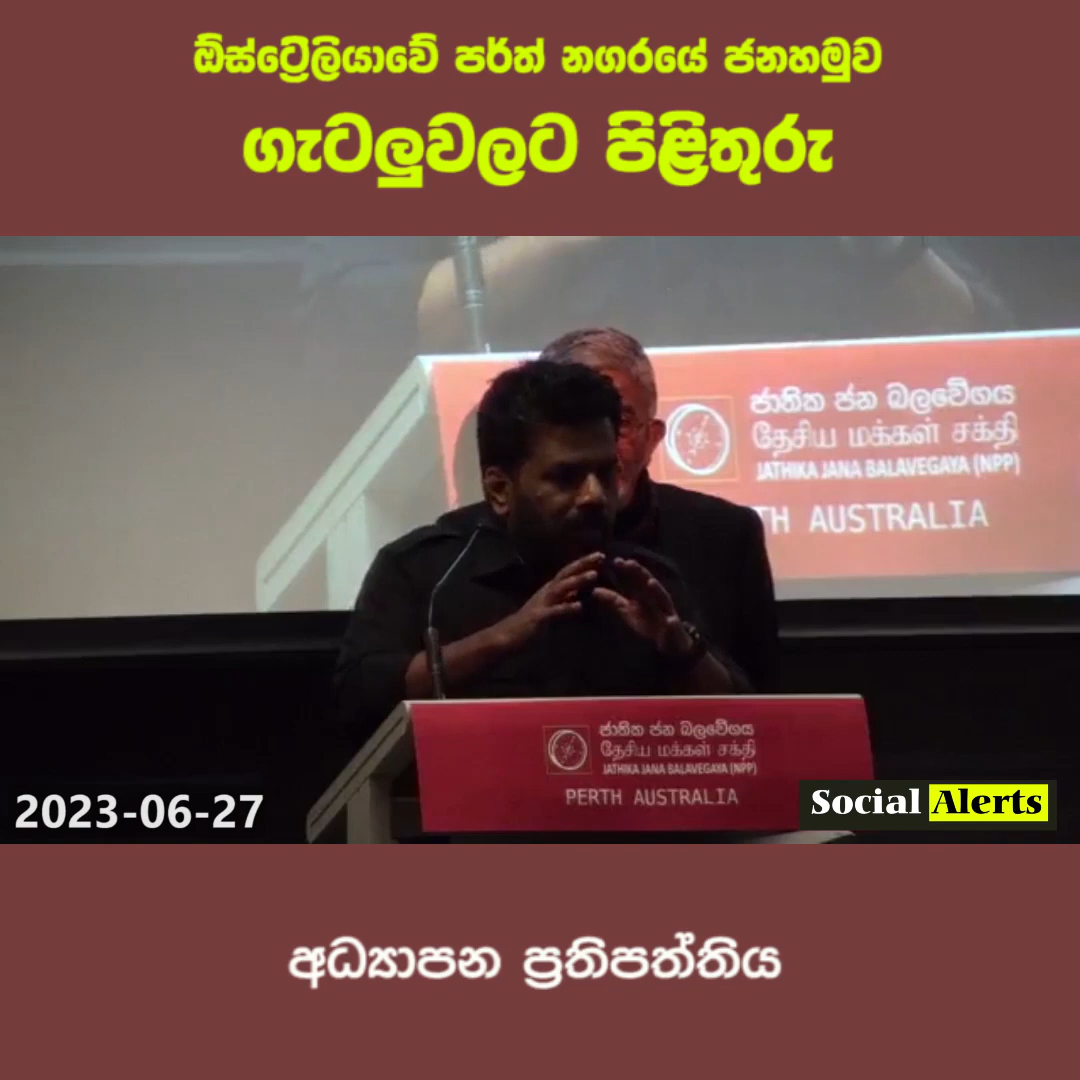 ඕස්ට්‍රේලියාවේ පර්ත් නගරයේ ජනහමුව
ගැටලුවලට පිළිතුරු
ජාතික ජන බලවේගය
தேசிய மக்கள் சக்தி
JATHIKA JANA BALAVEGAYA (NPP)
TH AUSTRALIA
ජාතික ජන බලවේගය
தேசிய மக்கள் சக்தி
JATHIKA JANA BALAVEGAYA (NPP)
PERTH AUSTRALIA
2023-06-27
Social Alerts
අධ්‍යාපන ප්‍රතිපත්තිය